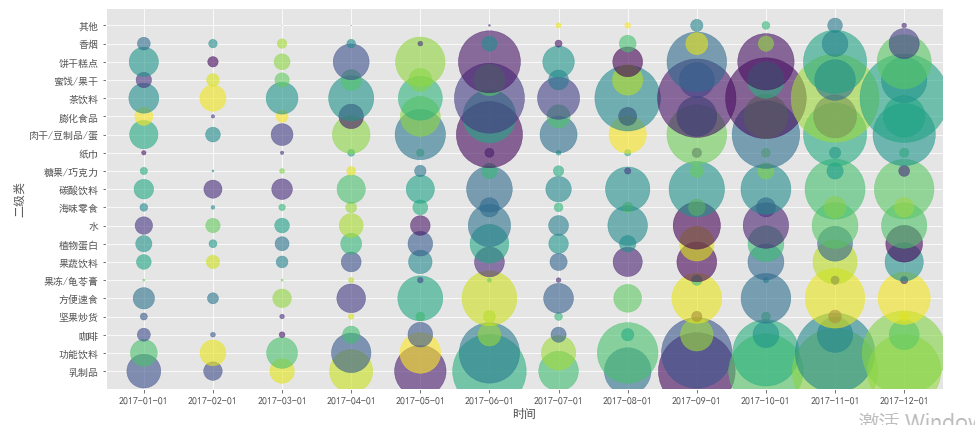 其他
香烟
饼干糕点
蜜饯/果干
茶饮料
膨化食品
肉干/豆制品/蛋
纸巾
糖果/巧克力
碳酸饮料
海味零食
水
植物蛋白
果蔬饮料
果冻/龟苓膏
方便速食
坚果炒货
咖啡
功能饮料
乳制品
二级类
2017-01-01 2017-02-01 2017-03-01 2017-04-01 2017-05-01 2017-06-01 2017-07-01 2017-08-01 2017-09-01 2017-10-01 2017-11-01 2017-12-01
时间
激活 Window